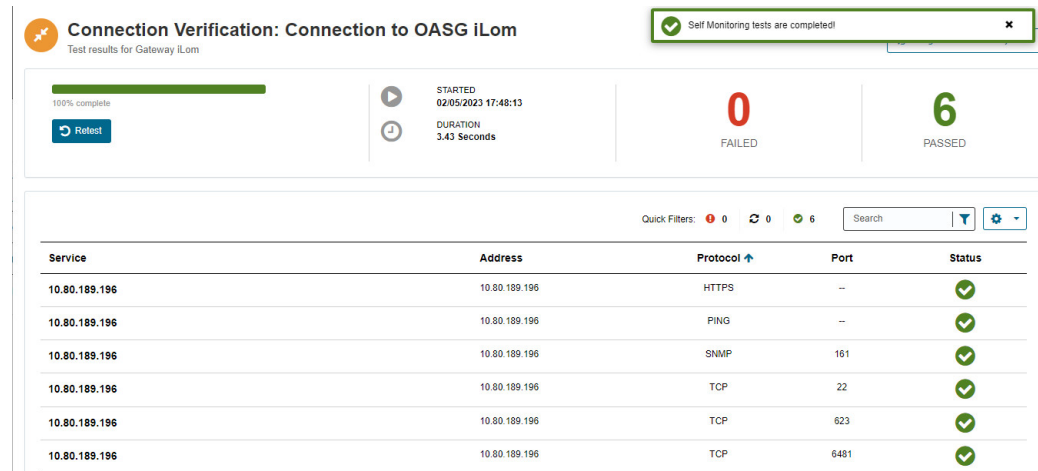 Connection Verification: Connection to OASG iLom
Test results for Gateway iLom
Self Monitoring tests are completed!
100% complete
Retest
STARTED
02/05/2023 17:48:13
DURATION
3.43 Seconds
0
FAILED
6
PASSED
Quick Filters: 0 0 6 Search
Service Address Protocol Port Status
10.80.189.196 10.80.189.196 HTTPS --
10.80.189.196 10.80.189.196 PING --
10.80.189.196 10.80.189.196 SNMP 161
10.80.189.196 10.80.189.196 TCP 22
10.80.189.196 10.80.189.196 TCP 623
10.80.189.196 10.80.189.196 TCP 6481